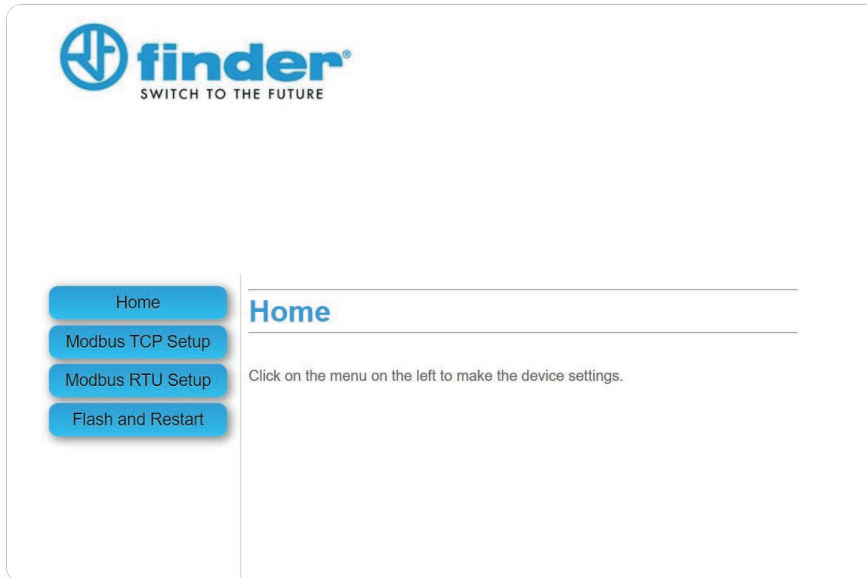 finder®
SWITCH TO THE FUTURE
Home
Modbus TCP Setup
Modbus RTU Setup
Flash and Restart
Home
Click on the menu on the left to make the device settings.